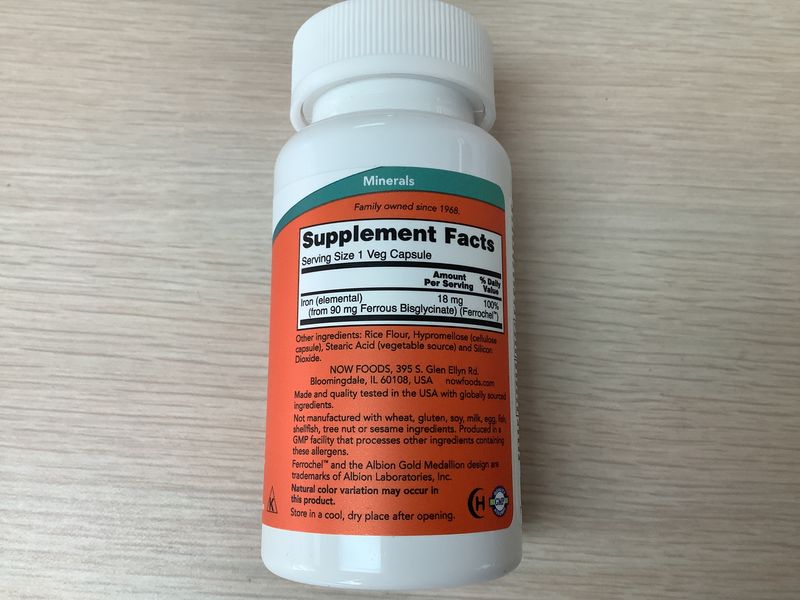 Minerals
Family owned since 1968.
Supplement Facts
Serving Size 1 Veg Capsule
Amount Per Serving
% Daily Value
Iron (elemental) 18 mg 100%
(from 90 mg Ferrous Bisglycinate) (Ferrochel™)
Other ingredients: Rice Flour, Hypromellose (cellulose
capsule), Stearic Acid (vegetable source) and Silicon
Dioxide.
NOW FOODS, 395 S. Glen Ellyn Rd.
Bloomingdale, IL 60108, USA nowfoods.com
Made and quality tested in the USA with globally sourced
ingredients.
Not manufactured with wheat, gluten, soy, milk, egg, fish,
shellfish, tree nut or sesame ingredients. Produced in a
GMP facility that processes other ingredients containing
these allergens.
Ferrochel™ and the Albion Gold Medallion design are
trademarks of Albion Laboratories, Inc.
Natural color variation may occur in
this product.
Store in a cool, dry place after opening.
K
H
GMP